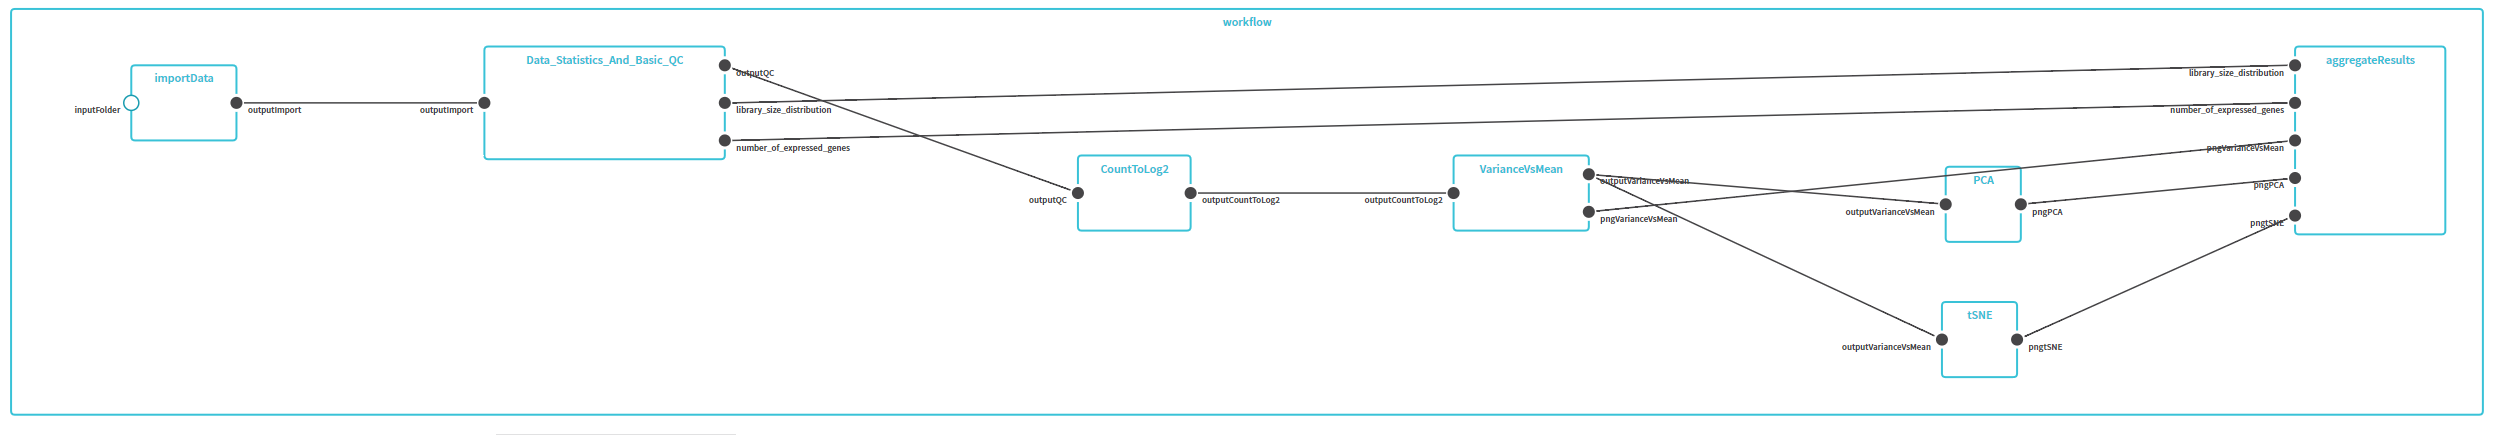 workflow
importData
inputFolder
outputImport
Data_Statistics_And_Basic_QC
outputImport
outputQC
library_size_distribution
number_of_expressed_genes
CountToLog2
outputQC
outputCountToLog2
VarianceVsMean
outputCountToLog2
outputVarianceVsMean
pngVarianceVsMean
PCA
outputVarianceVsMean
pngPCA
tSNE
outputVarianceVsMean
pngtSNE
aggregateResults
library_size_distribution
number_of_expressed_genes
pngVarianceVsMean
pngPCA
pngtSNE